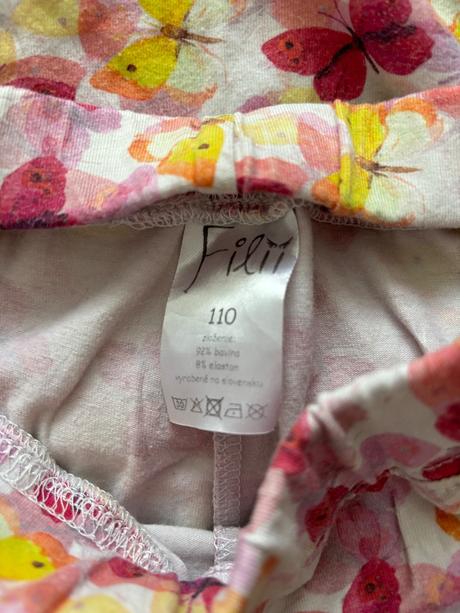 Filii
110
zloženie:
92% bavlna
8% elastan
vyrobené na slovensku